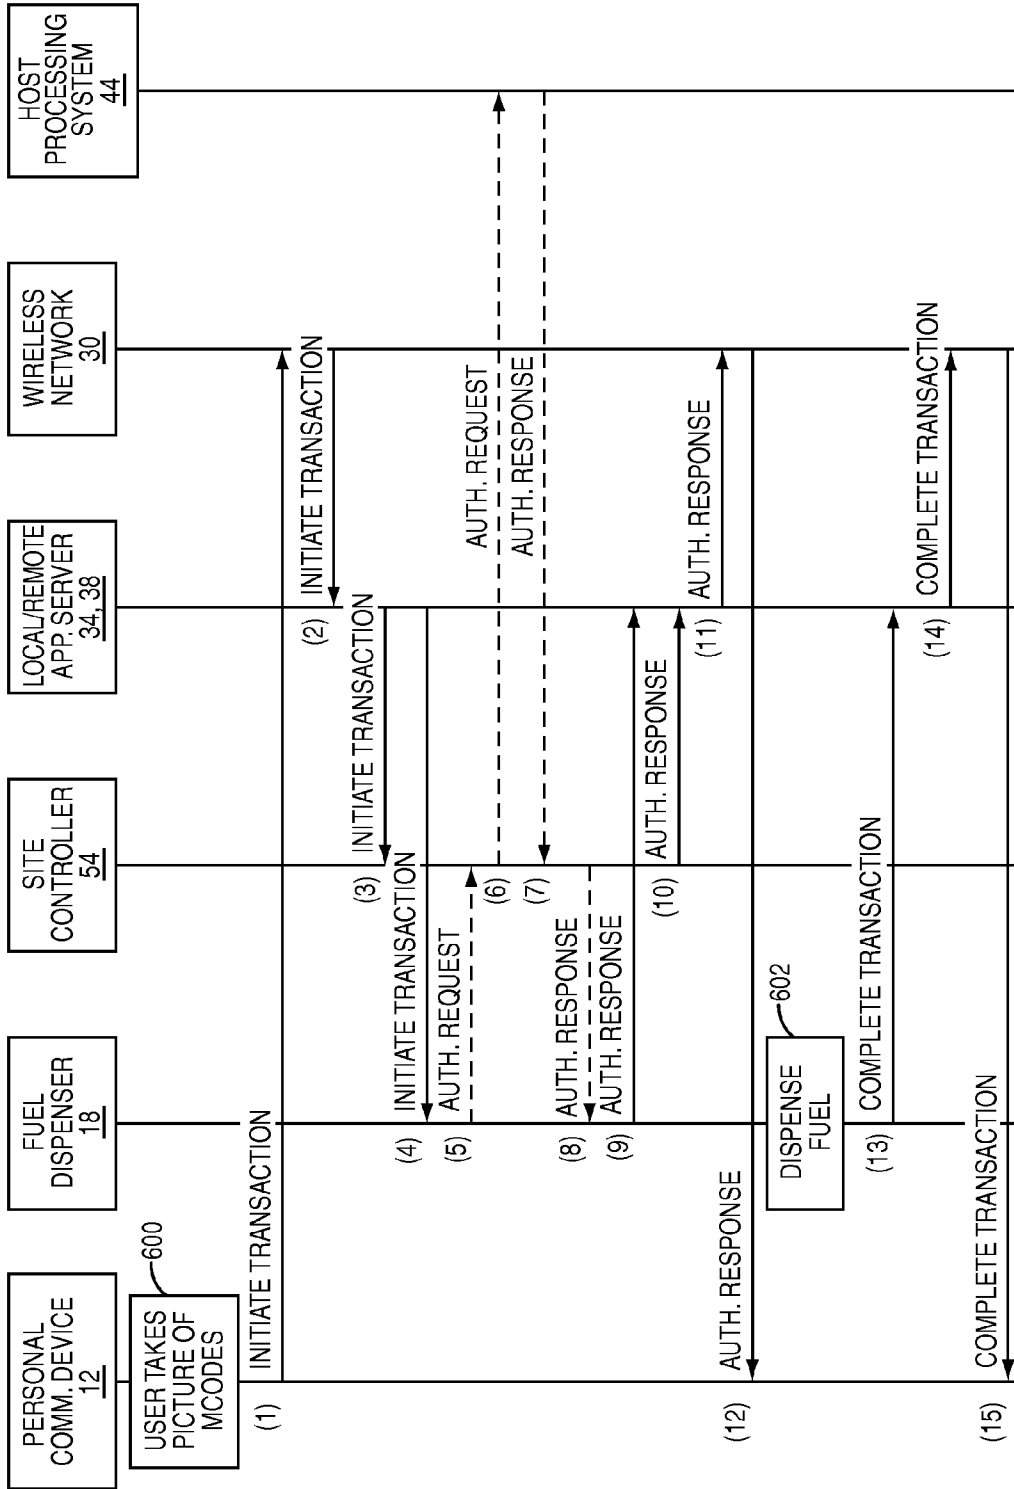 PERSONAL
COMM. DEVICE
12
FUEL
DISPENSER
18
SITE
CONTROLLER
54
LOCAL/REMOTE
APP. SERVER
34, 38
WIRELESS
NETWORK
30
HOST
PROCESSING
SYSTEM
44
USER TAKES
PICTURE OF
MCODES
600
(1)
INITIATE TRANSACTION
(2)
INITIATE TRANSACTION
(3)
INITIATE TRANSACTION
(4)
INITIATE TRANSACTION
(5)
AUTH. REQUEST
(6)
AUTH. REQUEST
(7)
AUTH. RESPONSE
(8)
AUTH. RESPONSE
(9)
AUTH. RESPONSE
(10)
AUTH. RESPONSE
(11)
AUTH. RESPONSE
(12)
AUTH. RESPONSE
DISPENSE
FUEL
602
(13)
COMPLETE TRANSACTION
(14)
COMPLETE TRANSACTION
(15)
COMPLETE TRANSACTION